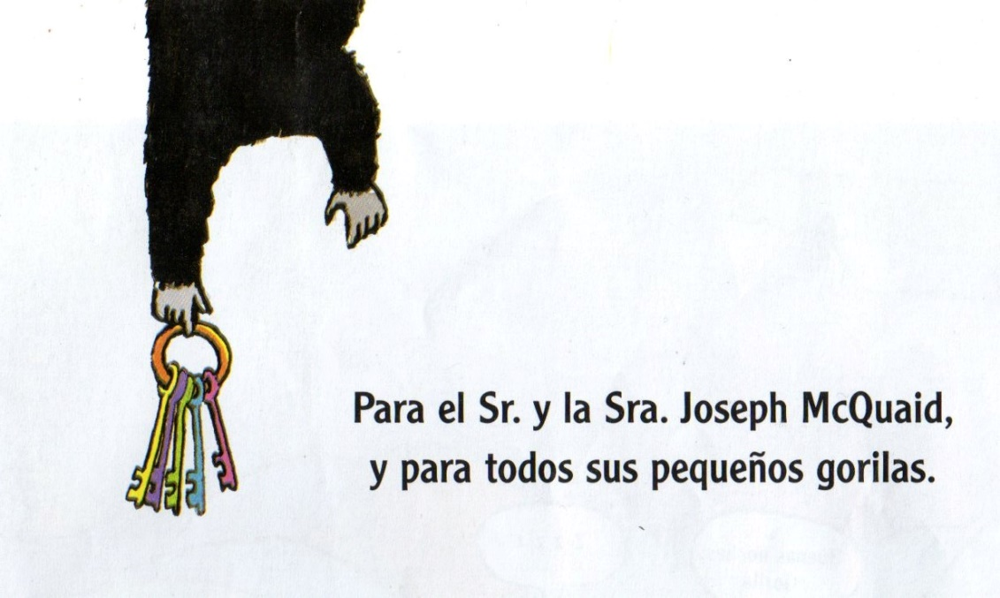 Para el Sr. y la Sra. Joseph McQuaid,
y para todos sus pequeños gorilas.